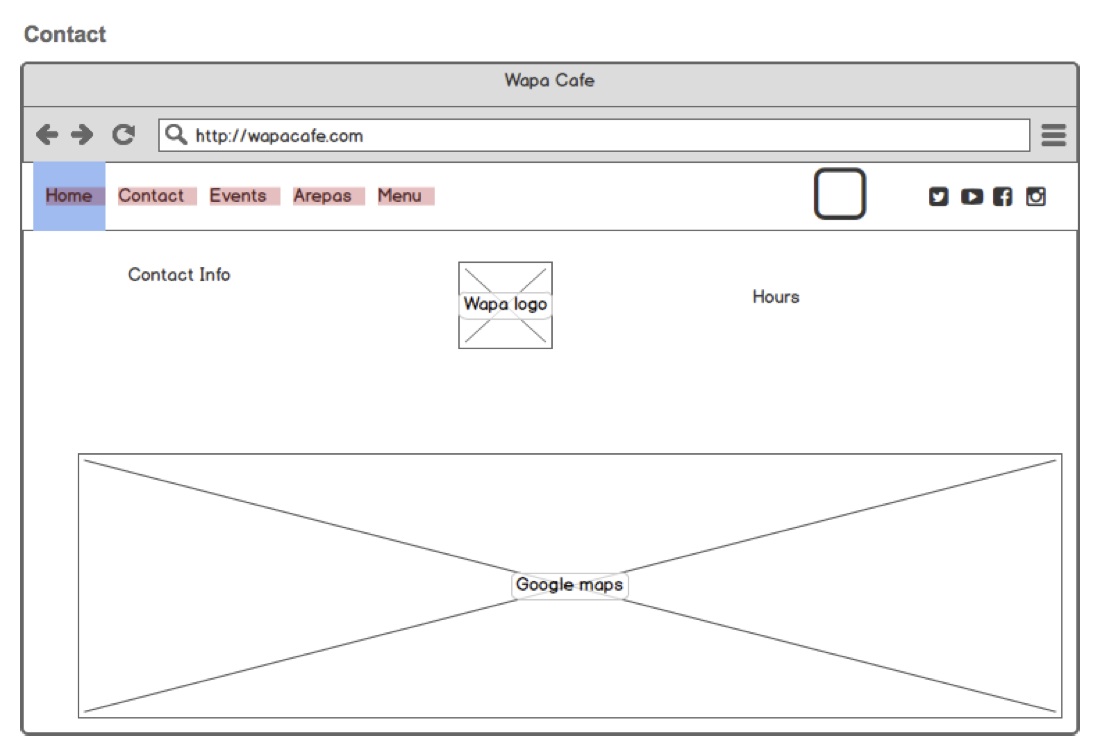 Contact
Wapa Cafe
http://wapacafe.com
Home Contact Events Arepas Menu
Contact Info
Wapa logo
Hours
Google maps